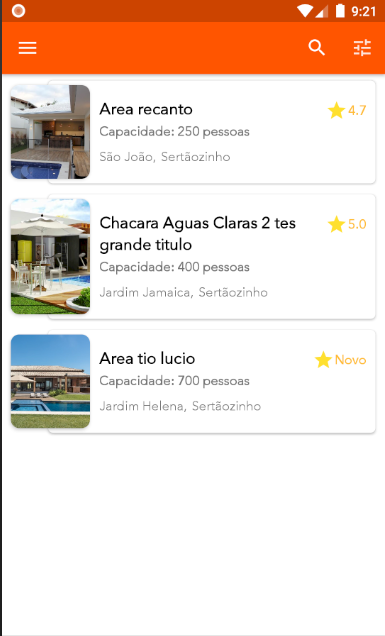 9:21
Area recanto
4.7
Capacidade: 250 pessoas
São João, Sertãozinho
Chacara Aguas Claras 2 tes
5.0
grande titulo
Capacidade: 400 pessoas
Jardim Jamaica, Sertãozinho
Area tio lucio
Novo
Capacidade: 700 pessoas
Jardim Helena, Sertãozinho